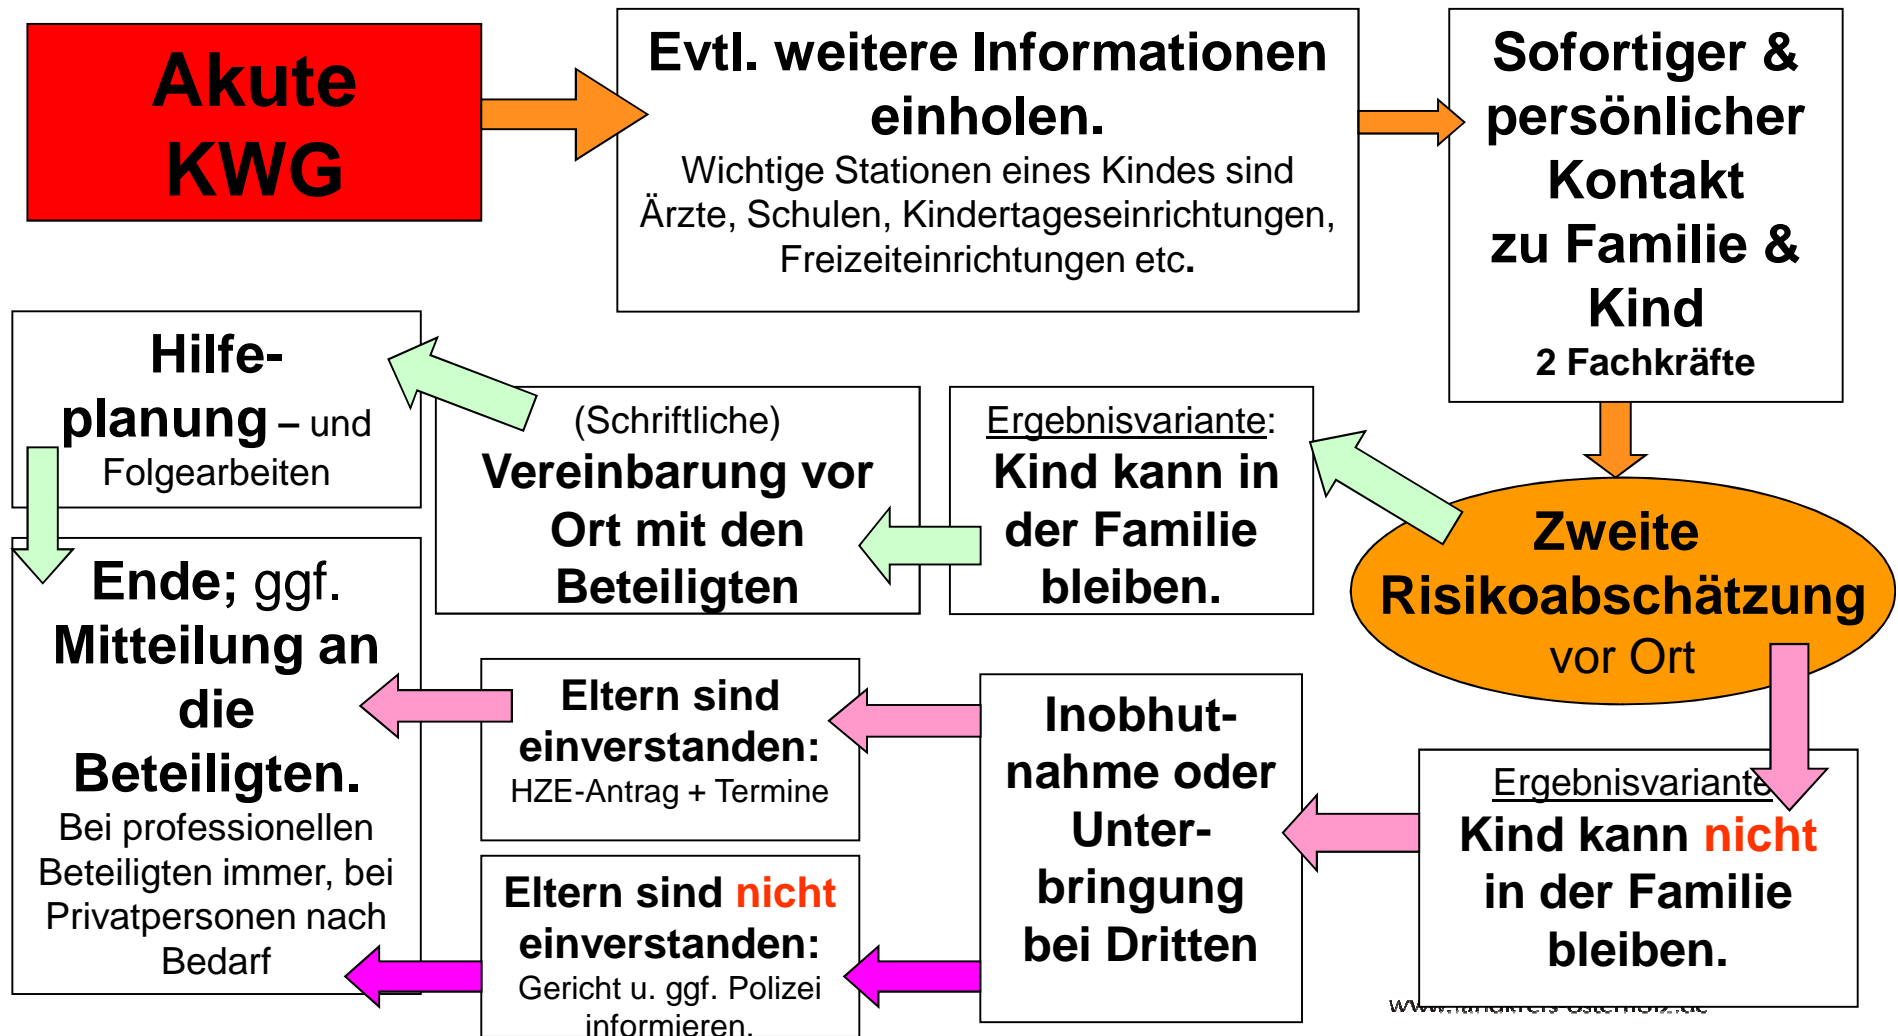 Akute
KWG
Evtl. weitere Informationen
einholen.
Wichtige Stationen eines Kindes sind
Ärzte, Schulen, Kindertageseinrichtungen,
Freizeiteinrichtungen etc.
Sofortiger &
persönlicher
Kontakt
zu Familie &
Kind
2 Fachkräfte
Zweite
Risikoabschätzung
vor Ort
Ergebnisvariante:
Kind kann in
der Familie
bleiben.
(Schriftliche)
Vereinbarung vor
Ort mit den
Beteiligten
Hilfe-
planung – und
Folgearbeiten
Ergebnisvariante
Kind kann nicht
in der Familie
bleiben.
Inobhut-
nahme oder
Unter-
bringung
bei Dritten
Eltern sind
einverstanden:
HZE-Antrag + Termine
Eltern sind nicht
einverstanden:
Gericht u. ggf. Polizei
informieren.
Ende; ggf.
Mitteilung an
die
Beteiligten.
Bei professionellen
Beteiligten immer, bei
Privatpersonen nach
Bedarf
www.landkreis-osterholz.de